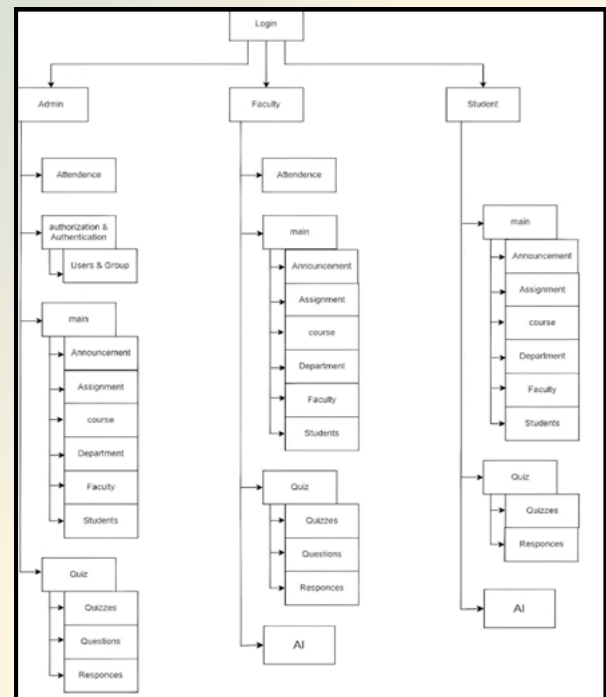 Login
Admin
Attendence
authorization &
Authentication
Users & Group
main
Announcement
Assignment
course
Department
Faculty
Students
Quiz
Quizzes
Questions
Responces
Faculty
Attendence
main
Announcement
Assignment
course
Department
Faculty
Students
Quiz
Quizzes
Questions
Responces
AI
Student
main
Announcement
Assignment
course
Department
Faculty
Students
Quiz
Quizzes
Responces
AI